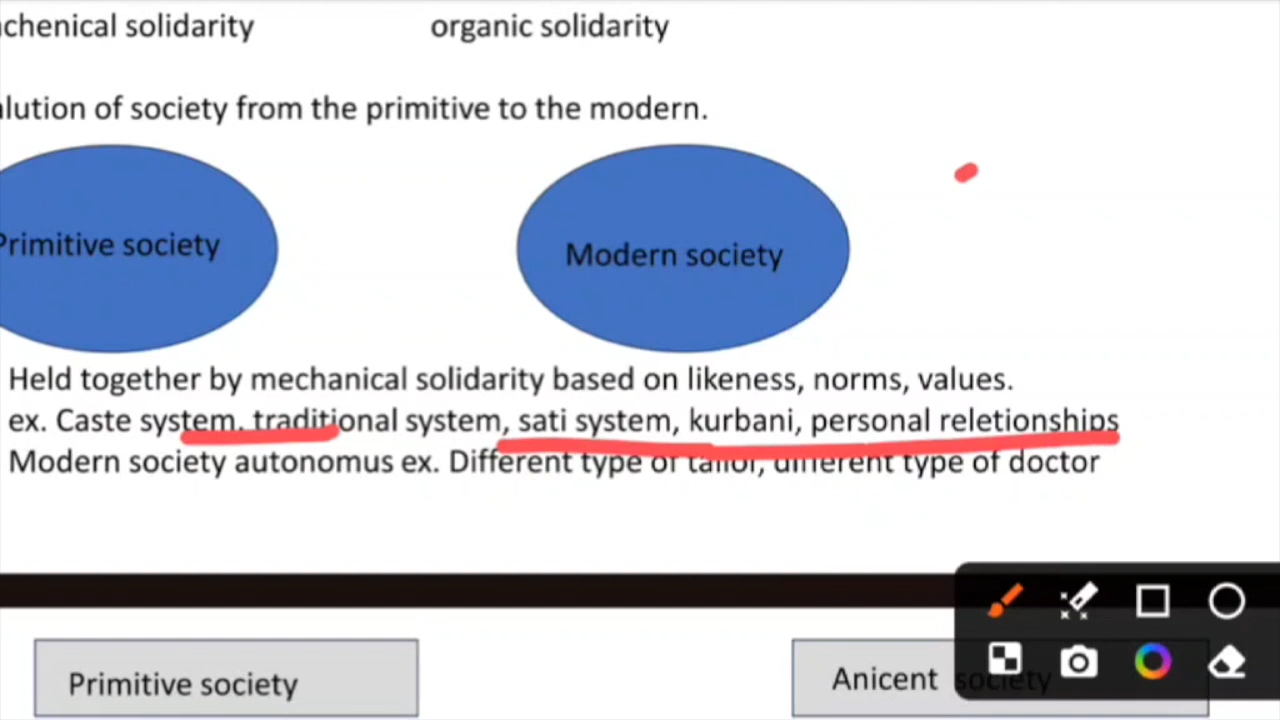 chenical solidarity organic solidarity
lution of society from the primitive to the modern.
Primitive society
Modern society
Held together by mechanical solidarity based on likeness, norms, values.
ex. Caste system. traditional system, sati system, kurbani, personal reletionships
Modern society autonomus ex. Different type of tailor, different type of doctor
Primitive society
Anicent society